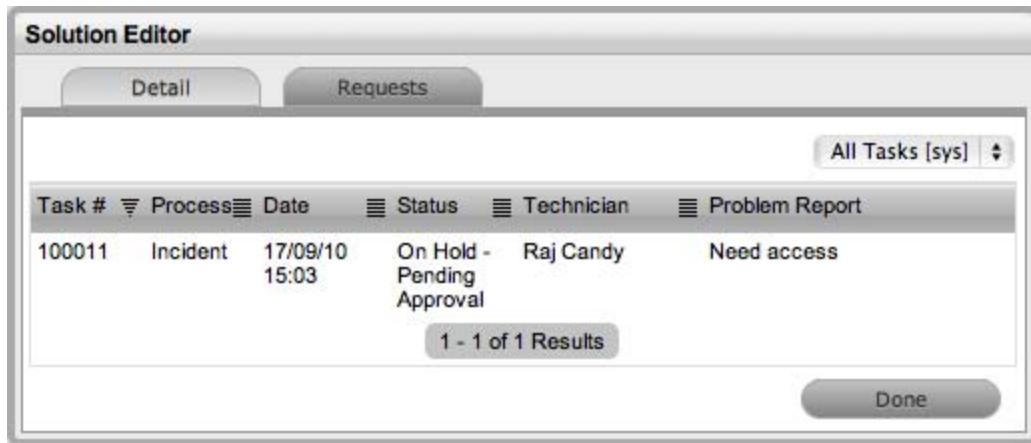 Solution Editor
Detail Requests
All Tasks [sys]
Task # Process Date Status Technician Problem Report
100011 Incident 17/09/10 On Hold - Raj Candy Need access
15:03 Pending
Approval
1 - 1 of 1 Results
Done